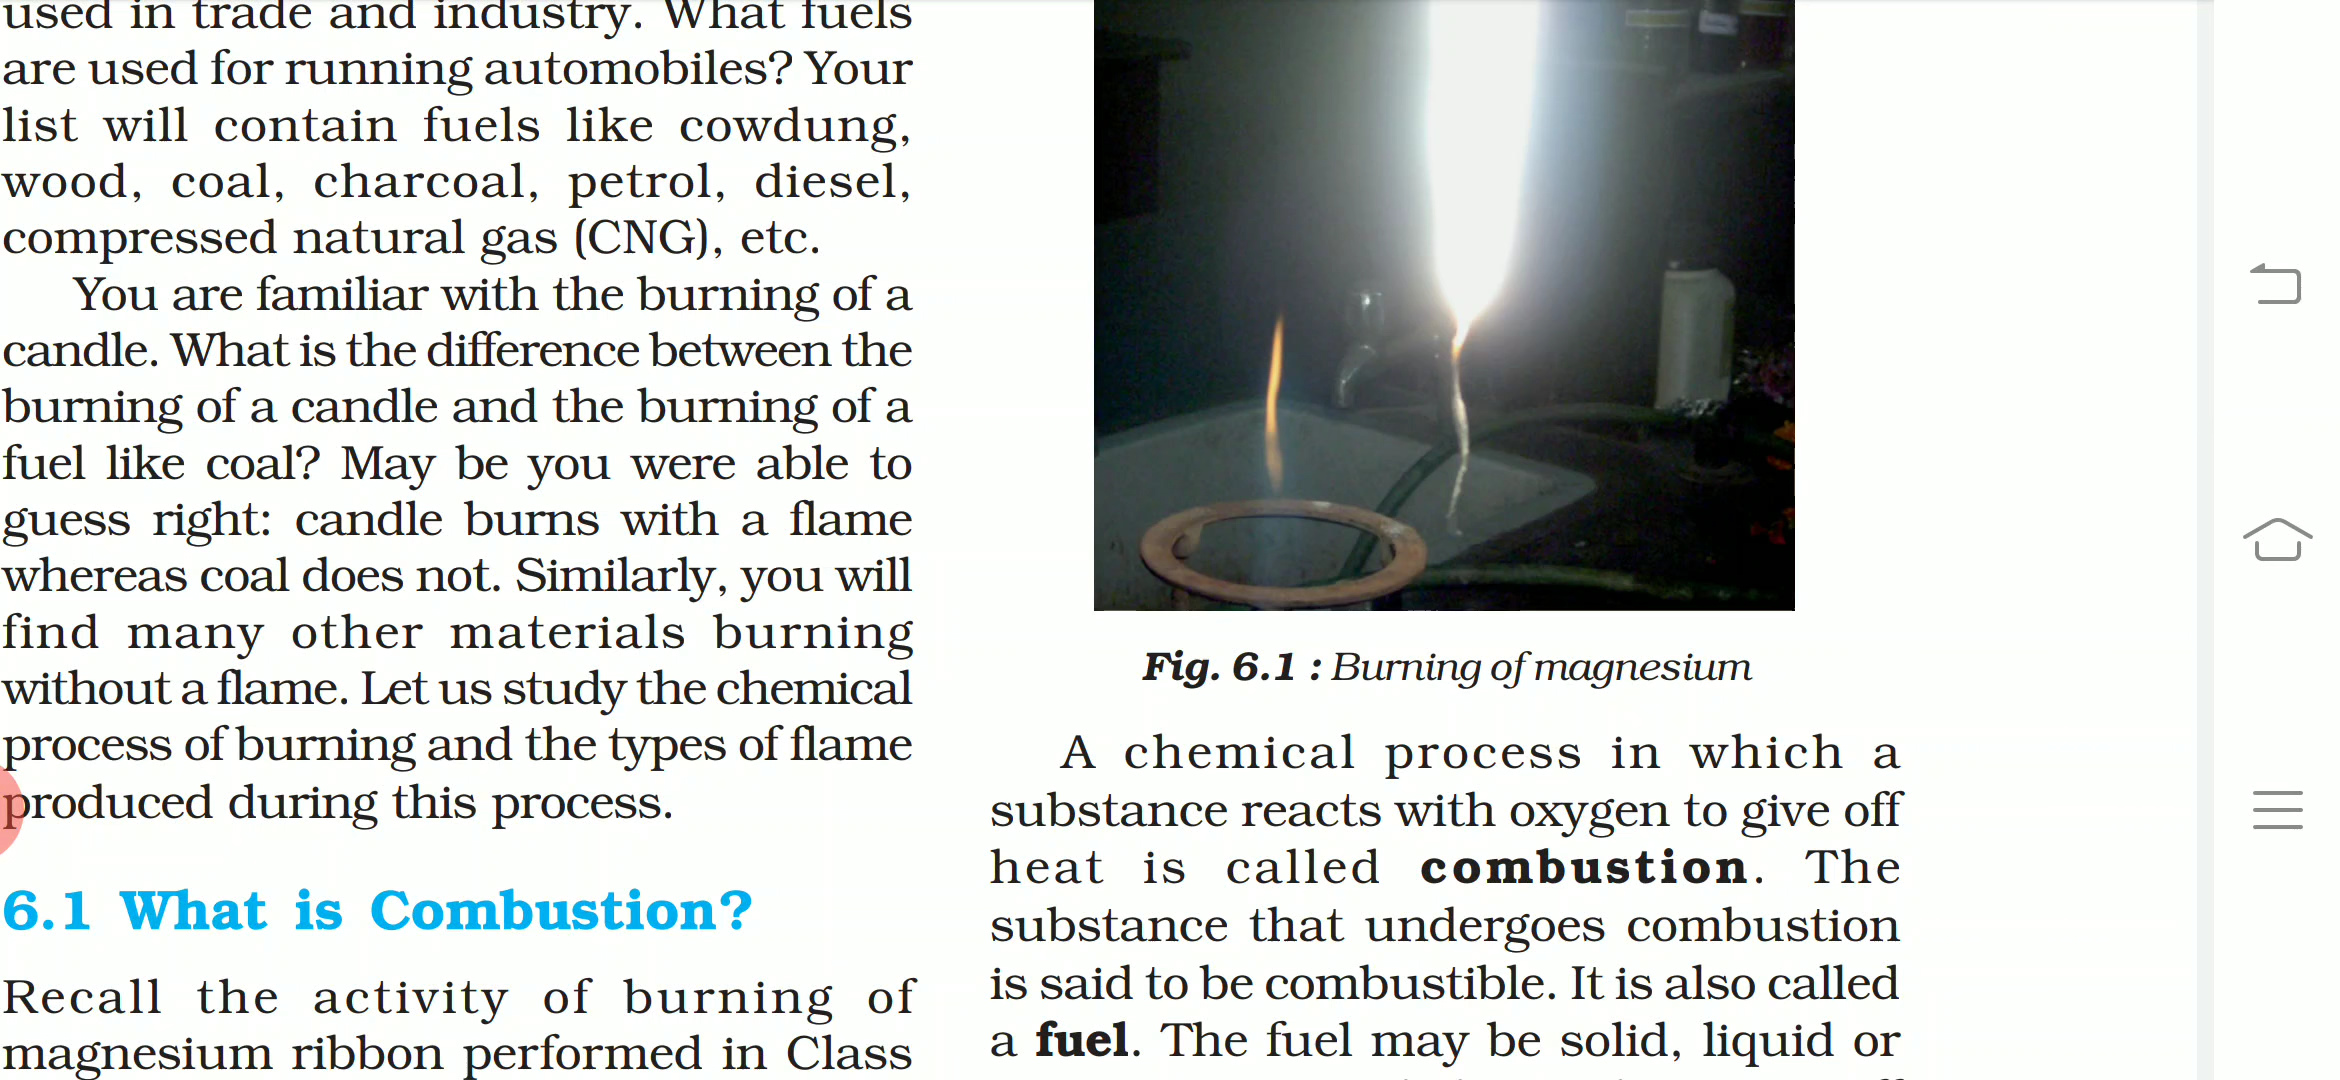 used in trade and industry. What fuels
are used for running automobiles? Your
list will contain fuels like cowdung,
wood, coal, charcoal, petrol, diesel,
compressed natural gas (CNG), etc.
You are familiar with the burning of a
candle. What is the difference between the
burning of a candle and the burning of a
fuel like coal? May be you were able to
guess right: candle burns with a flame
whereas coal does not. Similarly, you will
find many other materials burning
without a flame. Let us study the chemical
process of burning and the types of flame
produced during this process.
6.1 What is Combustion?
Recall the activity of burning of
magnesium ribbon performed in Class
Fig. 6.1 : Burning of magnesium
A chemical process in which a
substance reacts with oxygen to give off
heat is called combustion. The
substance that undergoes combustion
is said to be combustible. It is also called
a fuel. The fuel may be solid, liquid or